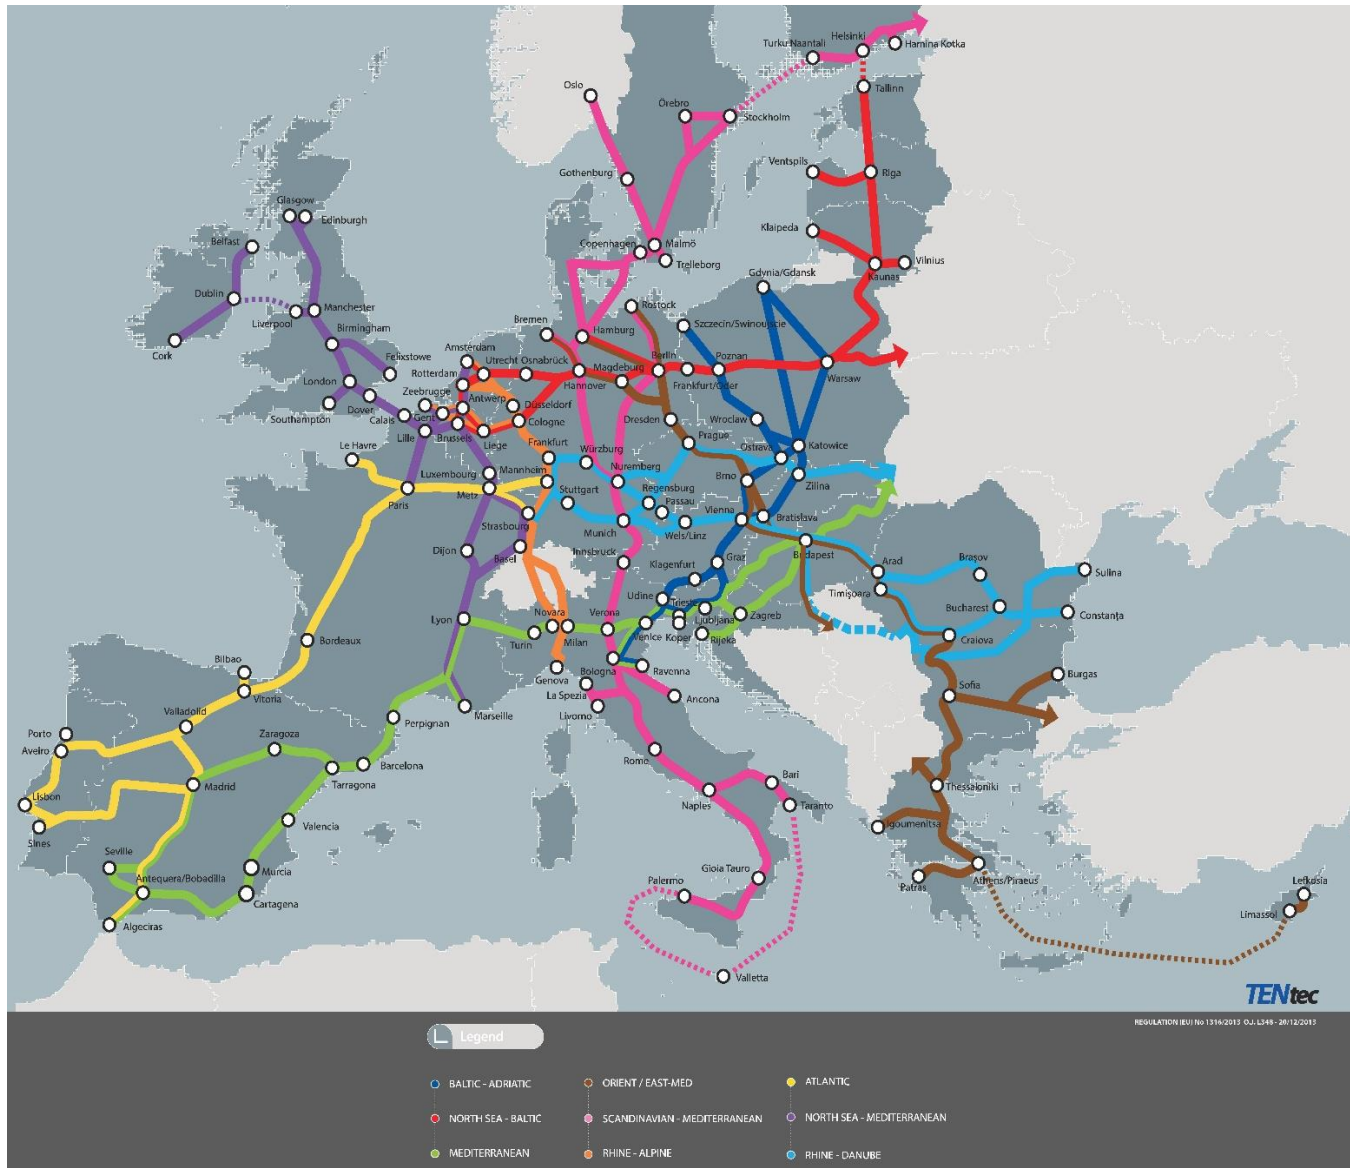 Helsinki
Turku Naantali
Hamina Kotka
Oslo
Tallinn
Örebro
Stockholm
Ventspils
Riga
Gothenburg
Glasgow
Edinburgh
Klaipeda
Belfast
Copenhagen
Malmö
Trelleborg
Vilnius
Kaunas
Gdynia/Gdansk
Dublin
Manchester
Liverpool
Rostock
Bremen
Hamburg
Szczecin/Swinoujscie
Birmingham
Cork
Amsterdam
Felixstowe
Utrecht
Osnabrück
Magdeburg
Berlin
Poznan
Rotterdam
Hannover
Frankfurt/Oder
Warsaw
London
Zeebrugge
Antwerp
Düsseldorf
Dover
Southampton
Calais
Gent
Cologne
Dresden
Wroclaw
Lille
Brussels
Liege
Frankfurt
Prague
Ostrava
Katowice
Le Havre
Würzburg
Luxembourg
Mannheim
Nuremberg
Brno
Zilina
Metz
Stuttgart
Regensburg
Passau
Paris
Strasbourg
Vienna
Bratislava
Munich
Wels/Linz
Budapest
Dijon
Basel
Innsbruck
Graz
Klagenfurt
Arad
Braşov
Sulina
Timişoara
Udine
Trieste
Ljubljana
Zagreb
Bucharest
Constanţa
Lyon
Novara
Verona
Turin
Milan
Venice
Koper
Rijeka
Craiova
Bordeaux
Genova
Bologna
Ravenna
Bilbao
Vitoria
La Spezia
Ancona
Sofia
Burgas
Valladolid
Perpignan
Marseille
Livorno
Porto
Aveiro
Zaragoza
Rome
Bari
Madrid
Barcelona
Tarragona
Naples
Taranto
Thessaloniki
Lisbon
Sines
Valencia
Igoumenitsa
Seville
Murcia
Antequera/Bobadilla
Cartagena
Gioia Tauro
Palermo
Patras
Athens/Piraeus
Lefkosia
Limassol
Algeciras
Valletta
TENtec
REGULATION (EU) No 1316/2013 O.J. L348 - 20/12/2013
Legend
BALTIC - ADRIATIC
ORIENT / EAST-MED
ATLANTIC
NORTH SEA - BALTIC
SCANDINAVIAN - MEDITERRANEAN
NORTH SEA - MEDITERRANEAN
MEDITERRANEAN
RHINE - ALPINE
RHINE - DANUBE